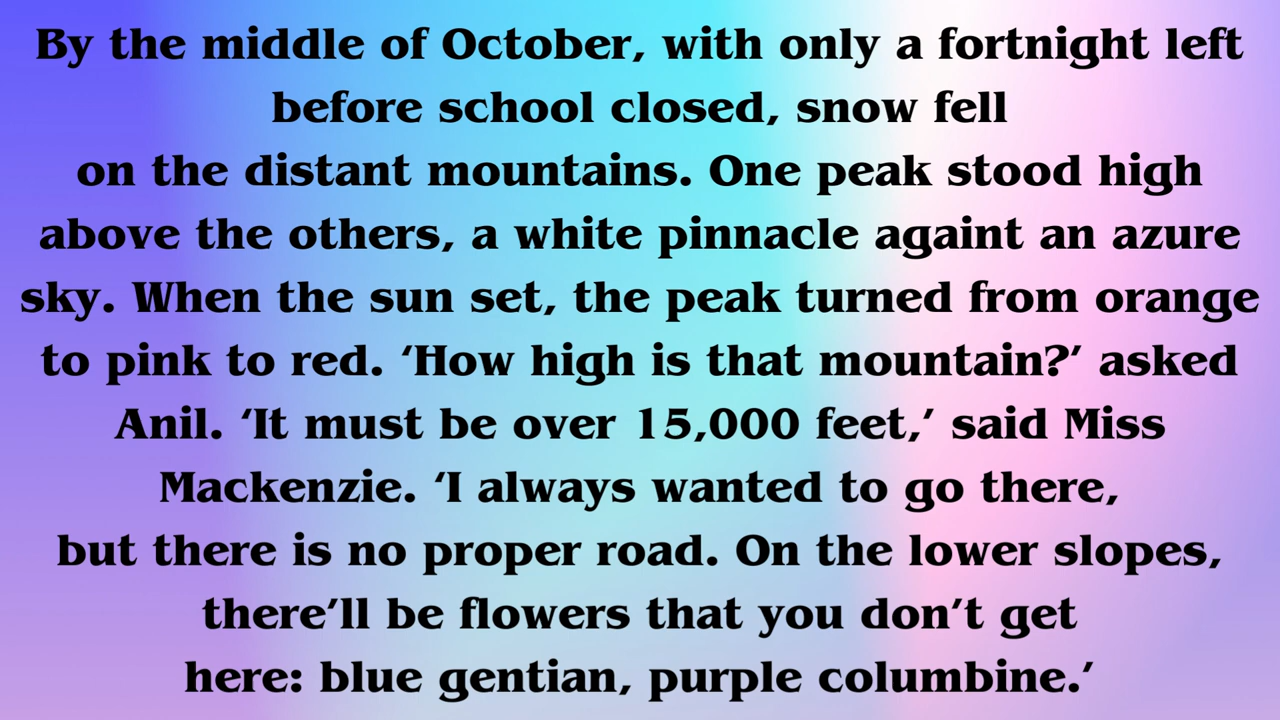 By the middle of October, with only a fortnight left
before school closed, snow fell
on the distant mountains. One peak stood high
above the others, a white pinnacle againt an azure
sky. When the sun set, the peak turned from orange
to pink to red. ‘How high is that mountain?’ asked
Anil. ‘It must be over 15,000 feet,’ said Miss
Mackenzie. ‘I always wanted to go there,
but there is no proper road. On the lower slopes,
there’ll be flowers that you don’t get
here: blue gentian, purple columbine.’